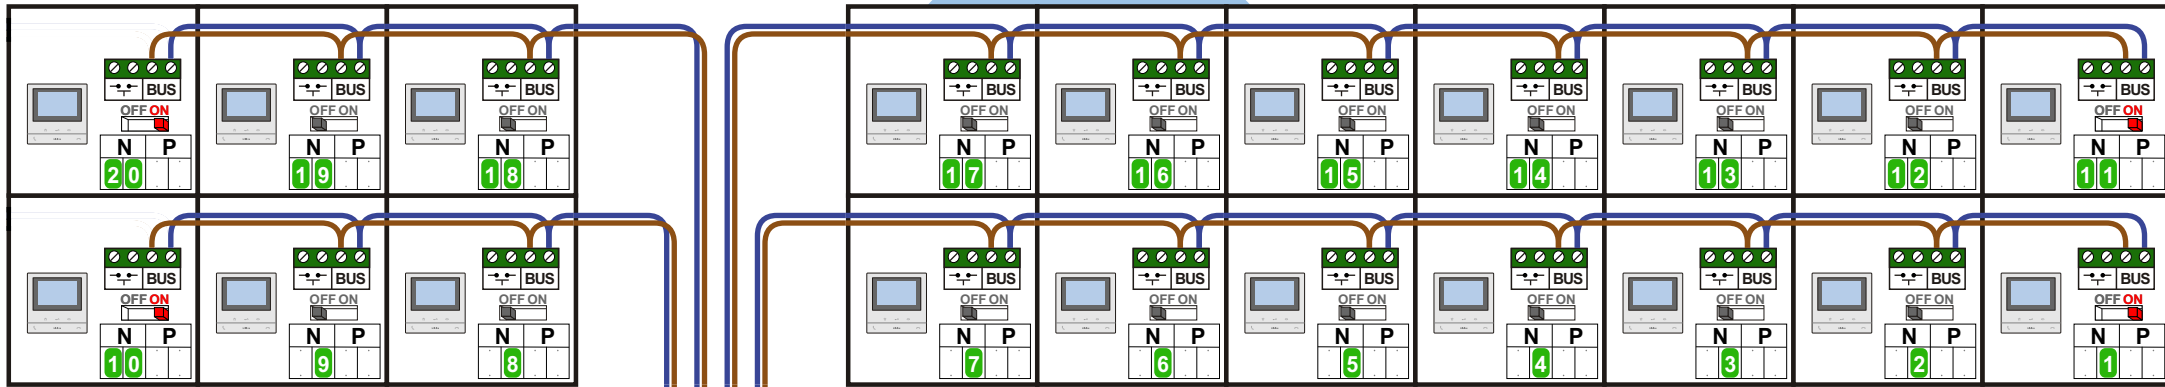 BUS BUS BUS BUS BUS BUS BUS BUS BUS BUS
OFF ON OFF ON OFF ON OFF ON OFF ON OFF ON OFF ON OFF ON OFF ON OFF ON
N P N P N P N P N P N P N P N P N P N P
20 19 18 17 16 15 14 13 12 11
BUS BUS BUS BUS BUS BUS BUS BUS BUS BUS
OFF ON OFF ON OFF ON OFF ON OFF ON OFF ON OFF ON OFF ON OFF ON OFF ON
N P N P N P N P N P N P N P N P N P N P
10 9 8 7 6 5 4 3 2 1